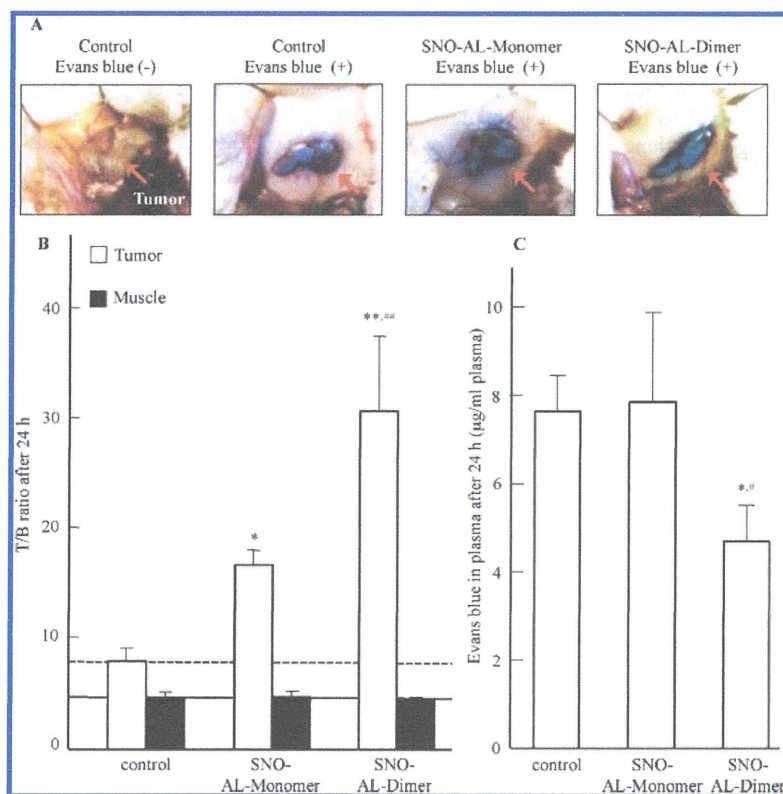 A
Control
Evans blue (-)
Control
Evans blue (+)
SNO-AL-Monomer
Evans blue (+)
SNO-AL-Dimer
Evans blue (+)
Tumor
B
Tumor
Muscle
T/B ratio after 24 h
40
30
20
10
0
*
**,##
control
SNO-
AL-Monomer
SNO-
AL-Dimer
C
Evans blue in plasma after 24 h (μg/ml plasma)
10
8
6
4
2
0
*,#
control
SNO-
AL-Monomer
SNO-
AL-Dimer